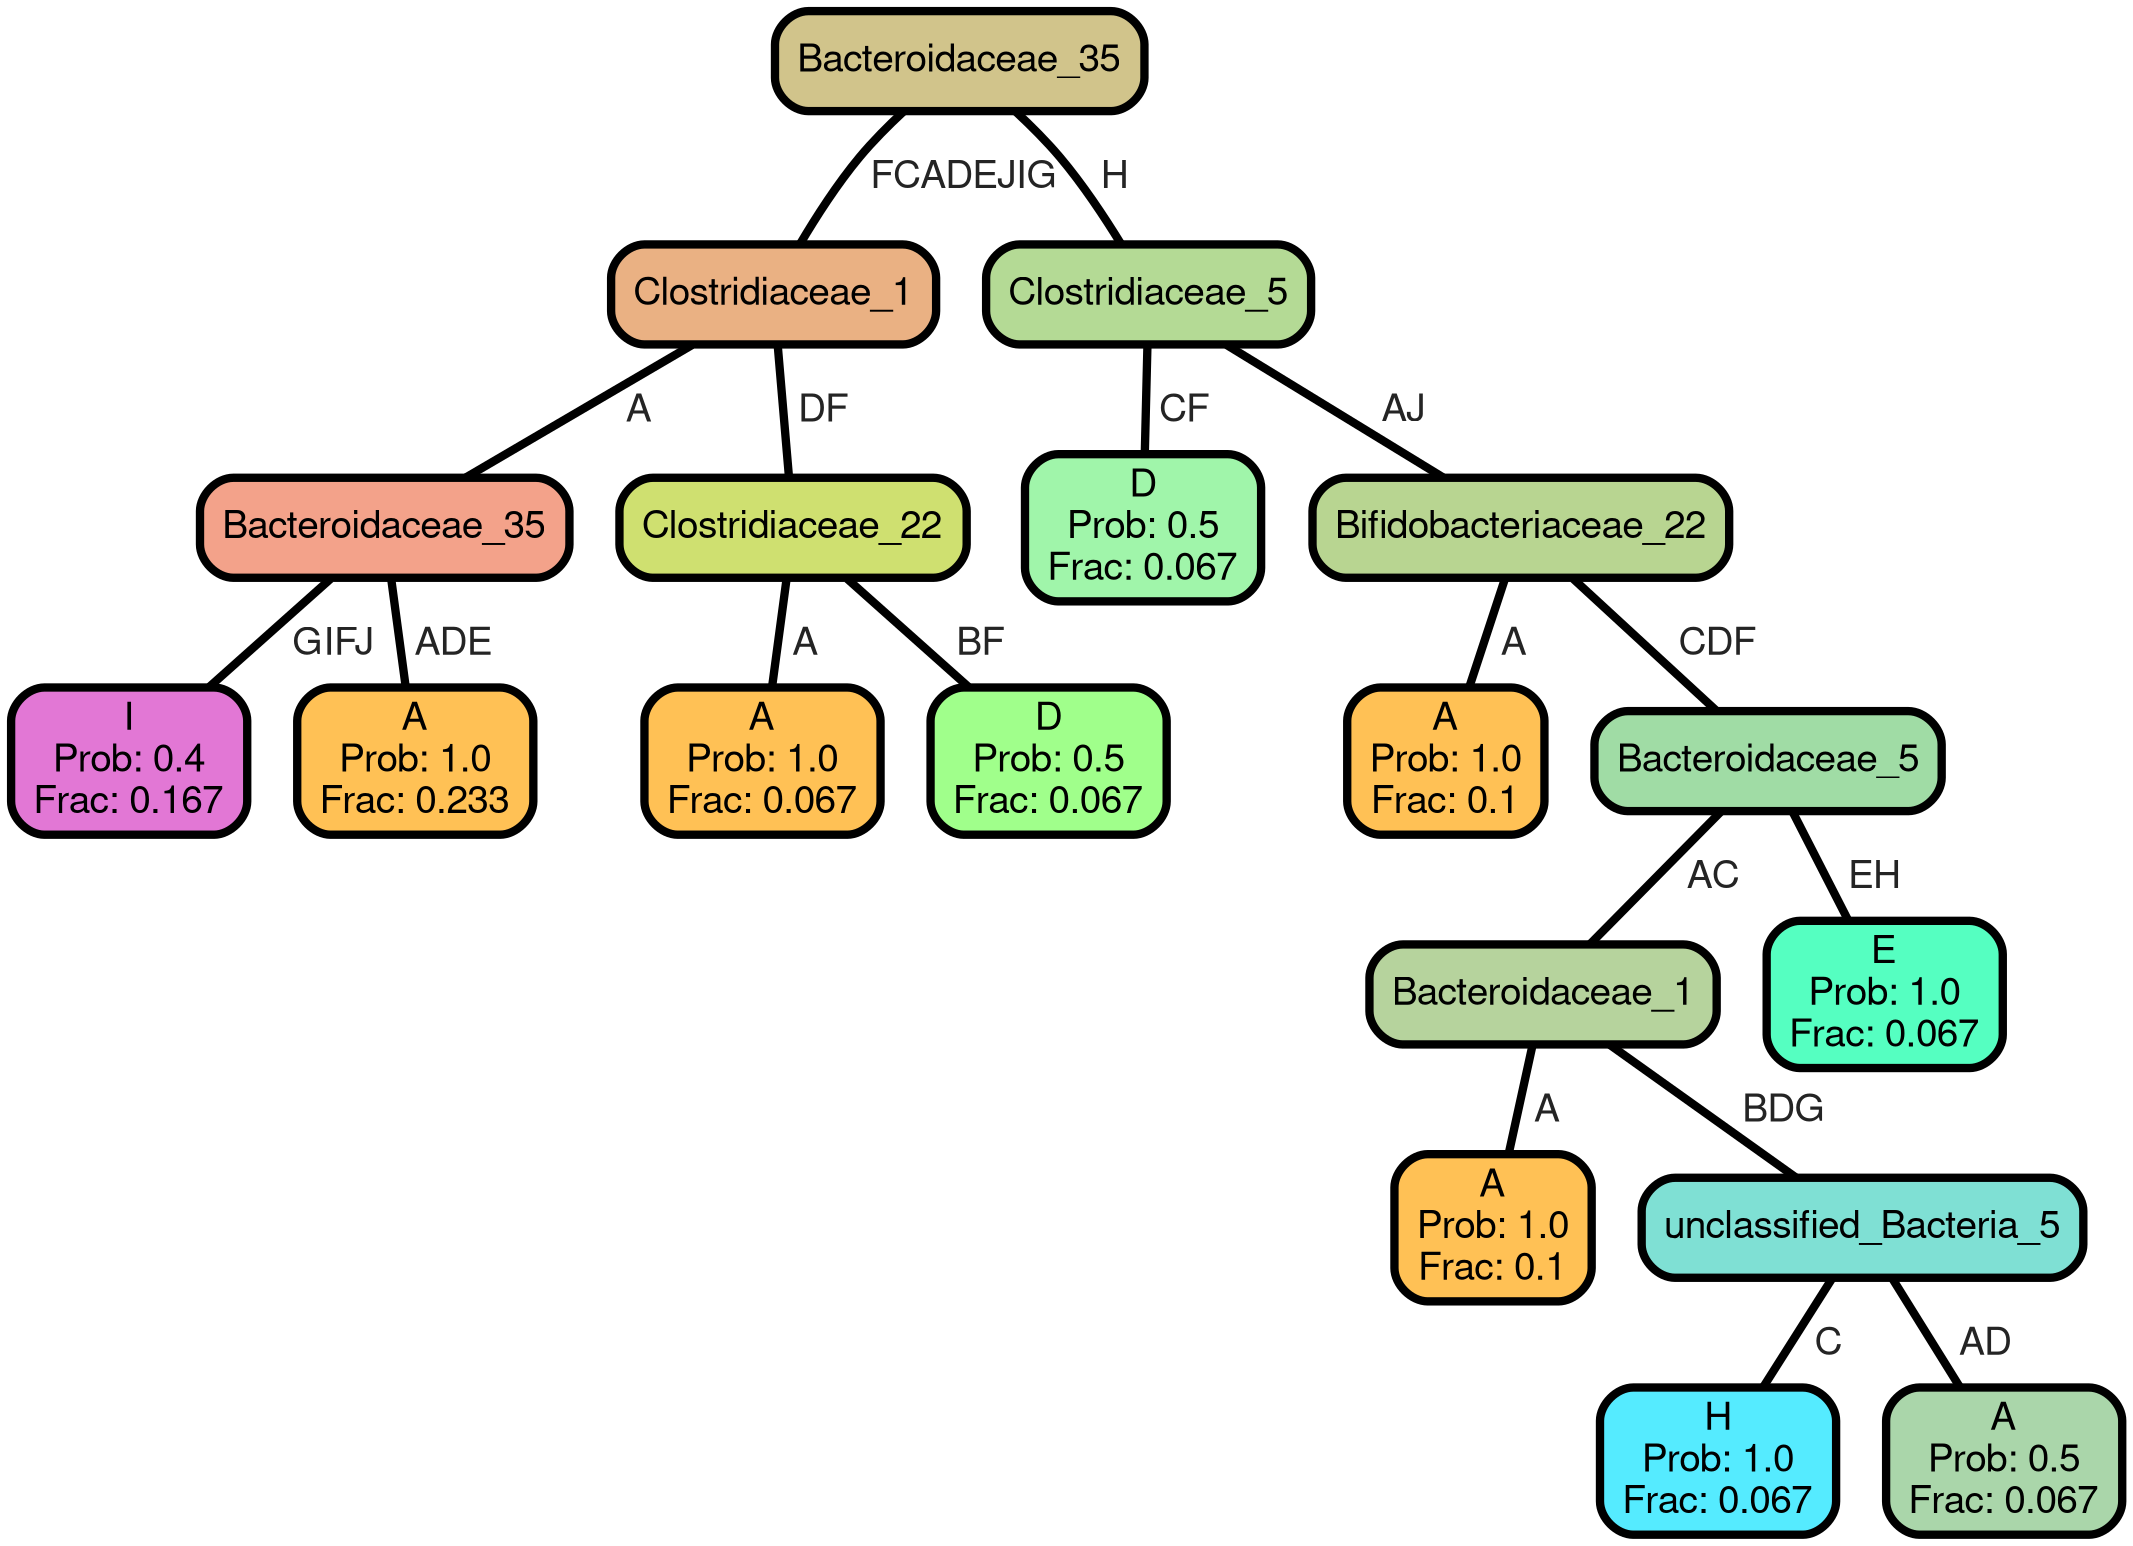 Bacteroidaceae_35
FCADEJIG
H
Clostridiaceae_1
Clostridiaceae_5
A
DF
CF
AJ
Bacteroidaceae_35
Clostridiaceae_22
D
Prob: 0.5
Frac: 0.067
Bifidobacteriaceae_22
GIFJ
ADE
A
BF
A
CDF
I
Prob: 0.4
Frac: 0.167
A
Prob: 1.0
Frac: 0.233
A
Prob: 1.0
Frac: 0.067
D
Prob: 0.5
Frac: 0.067
A
Prob: 1.0
Frac: 0.1
Bacteroidaceae_5
AC
EH
Bacteroidaceae_1
E
Prob: 1.0
Frac: 0.067
A
BDG
A
Prob: 1.0
Frac: 0.1
unclassified_Bacteria_5
C
AD
H
Prob: 1.0
Frac: 0.067
A
Prob: 0.5
Frac: 0.067